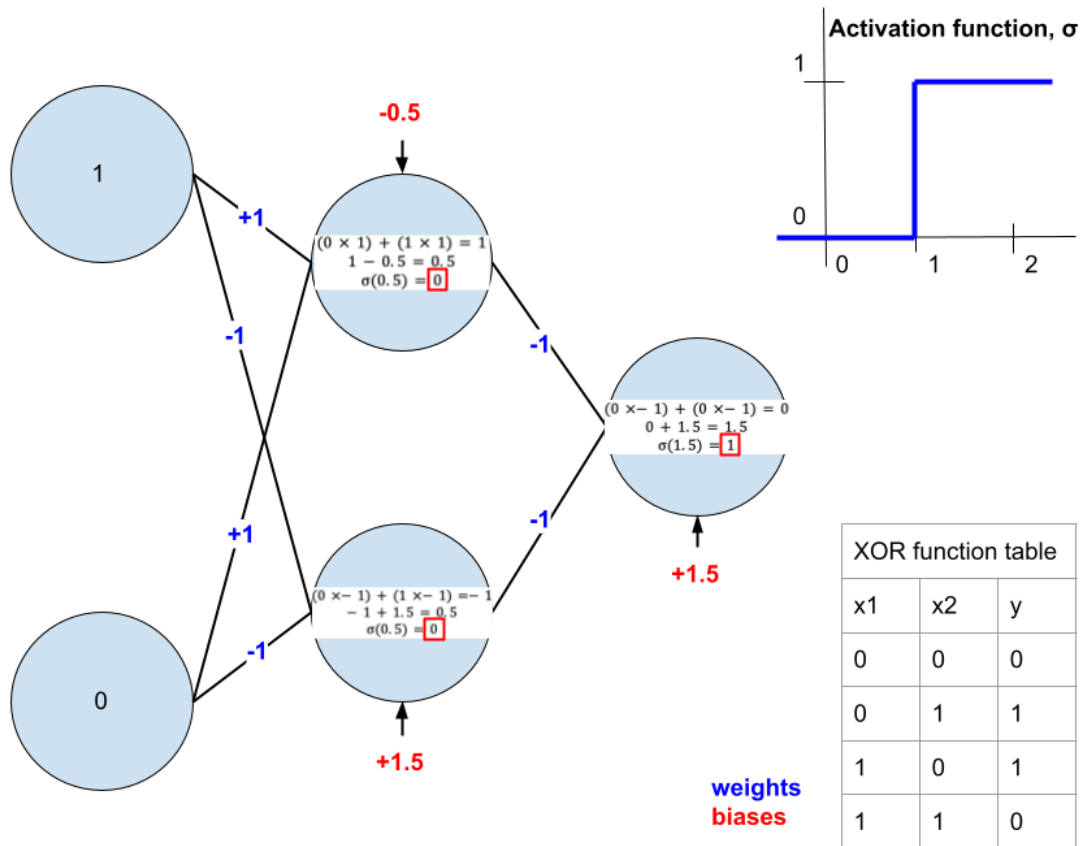 Activation function, σ
1
0
0 1 2
1
-0.5
+1
(0 × 1) + (1 × 1) = 1
1 − 0.5 = 0.5
σ(0.5) = 0
-1
-1
(0 ×− 1) + (0 ×− 1) = 0
0 + 1.5 = 1.5
σ(1.5) = 1
+1
-1
+1.5
(0 ×− 1) + (1 ×− 1) =− 1
− 1 + 1.5 = 0.5
σ(0.5) = 0
-1
0
+1.5
weights
biases
XOR function table
x1 x2 y
0 0 0
0 1 1
1 0 1
1 1 0